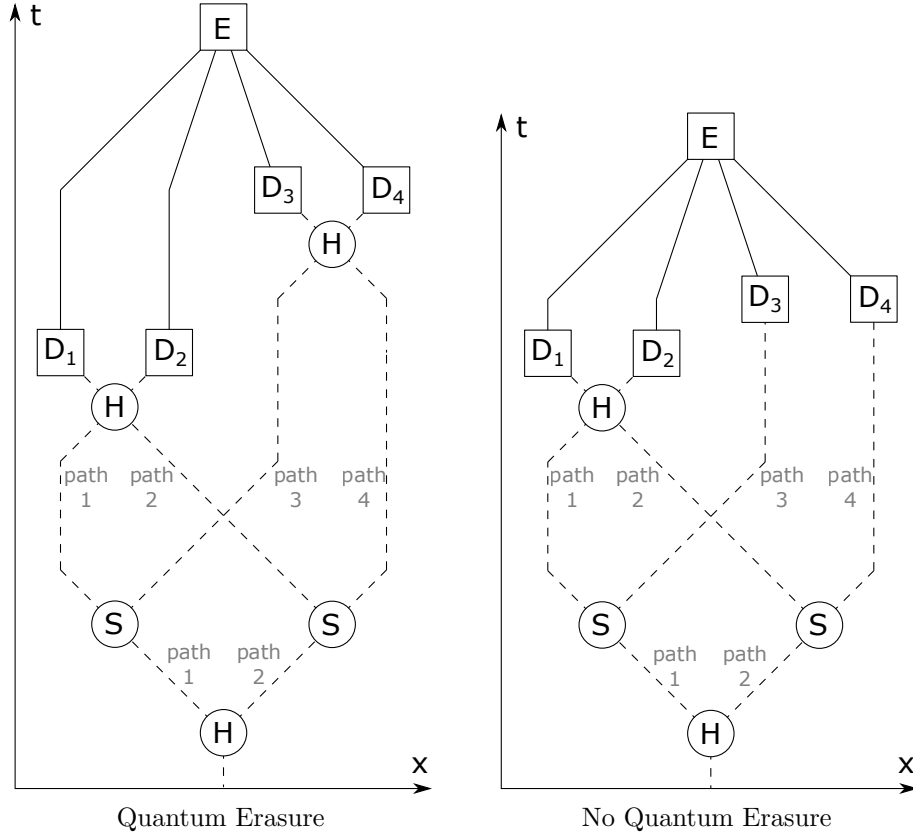 t
E
D3
D4
H
D1
D2
H
path 1
path 2
path 3
path 4
S
S
path 1
path 2
H
x
Quantum Erasure
t
E
D3
D4
D1
D2
H
path 1
path 2
path 3
path 4
S
S
path 1
path 2
H
x
No Quantum Erasure